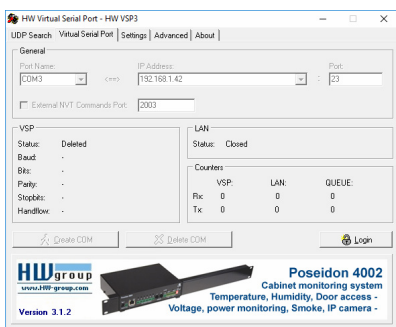 HW Virtual Serial Port - HW VSP3
UDP Search Virtual Serial Port Settings Advanced About
General
Port Name: IP Address: Port:
COM3 <==> 192.168.1.42 : 23
External NVT Commands Port: 2003
VSP
Status: Deleted
Baud: -
Bits: -
Parity: -
Stopbits: -
Handflow: -
LAN
Status: Closed
Counters
VSP: LAN: QUEUE:
Rx: 0 0 0
Tx: 0 0 0
Create COM Delete COM Login
HW group
www.HW-group.com
Version 3.1.2
Poseidon 4002
Cabinet monitoring system
Temperature, Humidity, Door access -
Voltage, power monitoring, Smoke, IP camera -